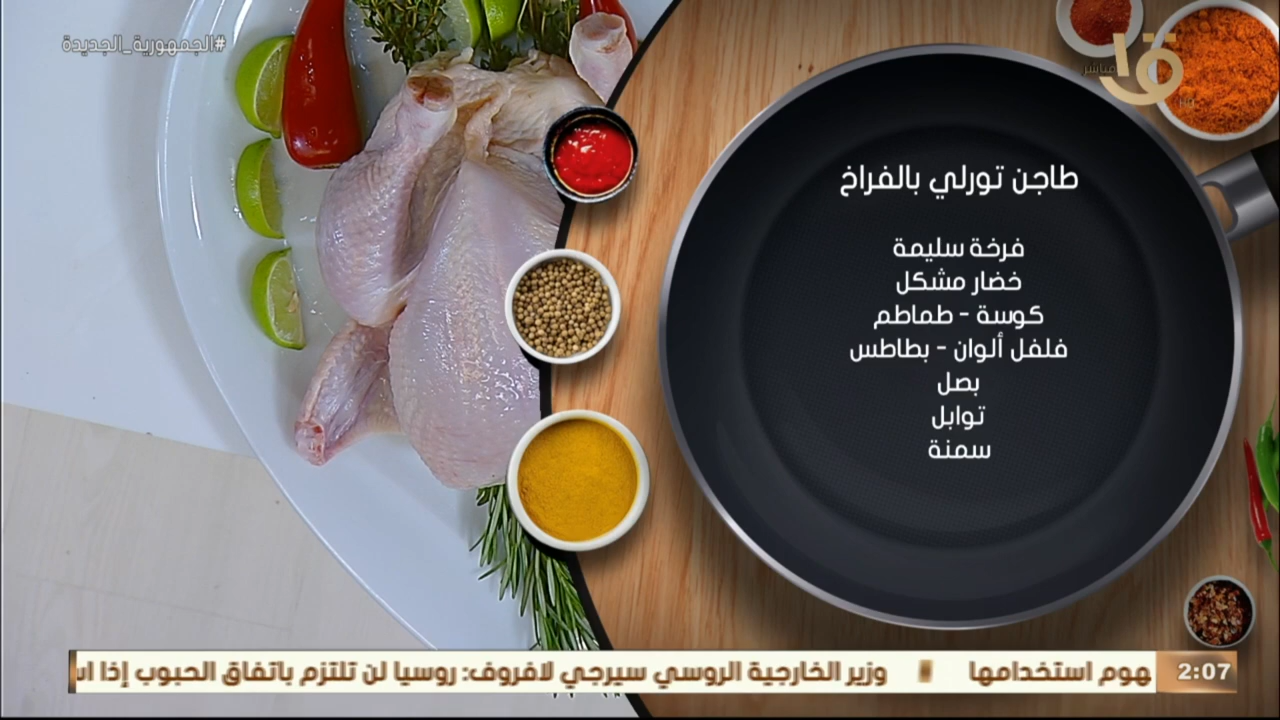 #الجمهورية_الجديدة
مباشر
طاجن تورلي بالفراخ
فرخة سليمة
خضار مشكل
كوسة - طماطم
فلفل ألوان - بطاطس
بصل
توابل
سمنة
2:07 هوم استخدامها وزير الخارجية الروسي سيرجي لافروف: روسيا لن تلتزم باتفاق الحبوب إذا